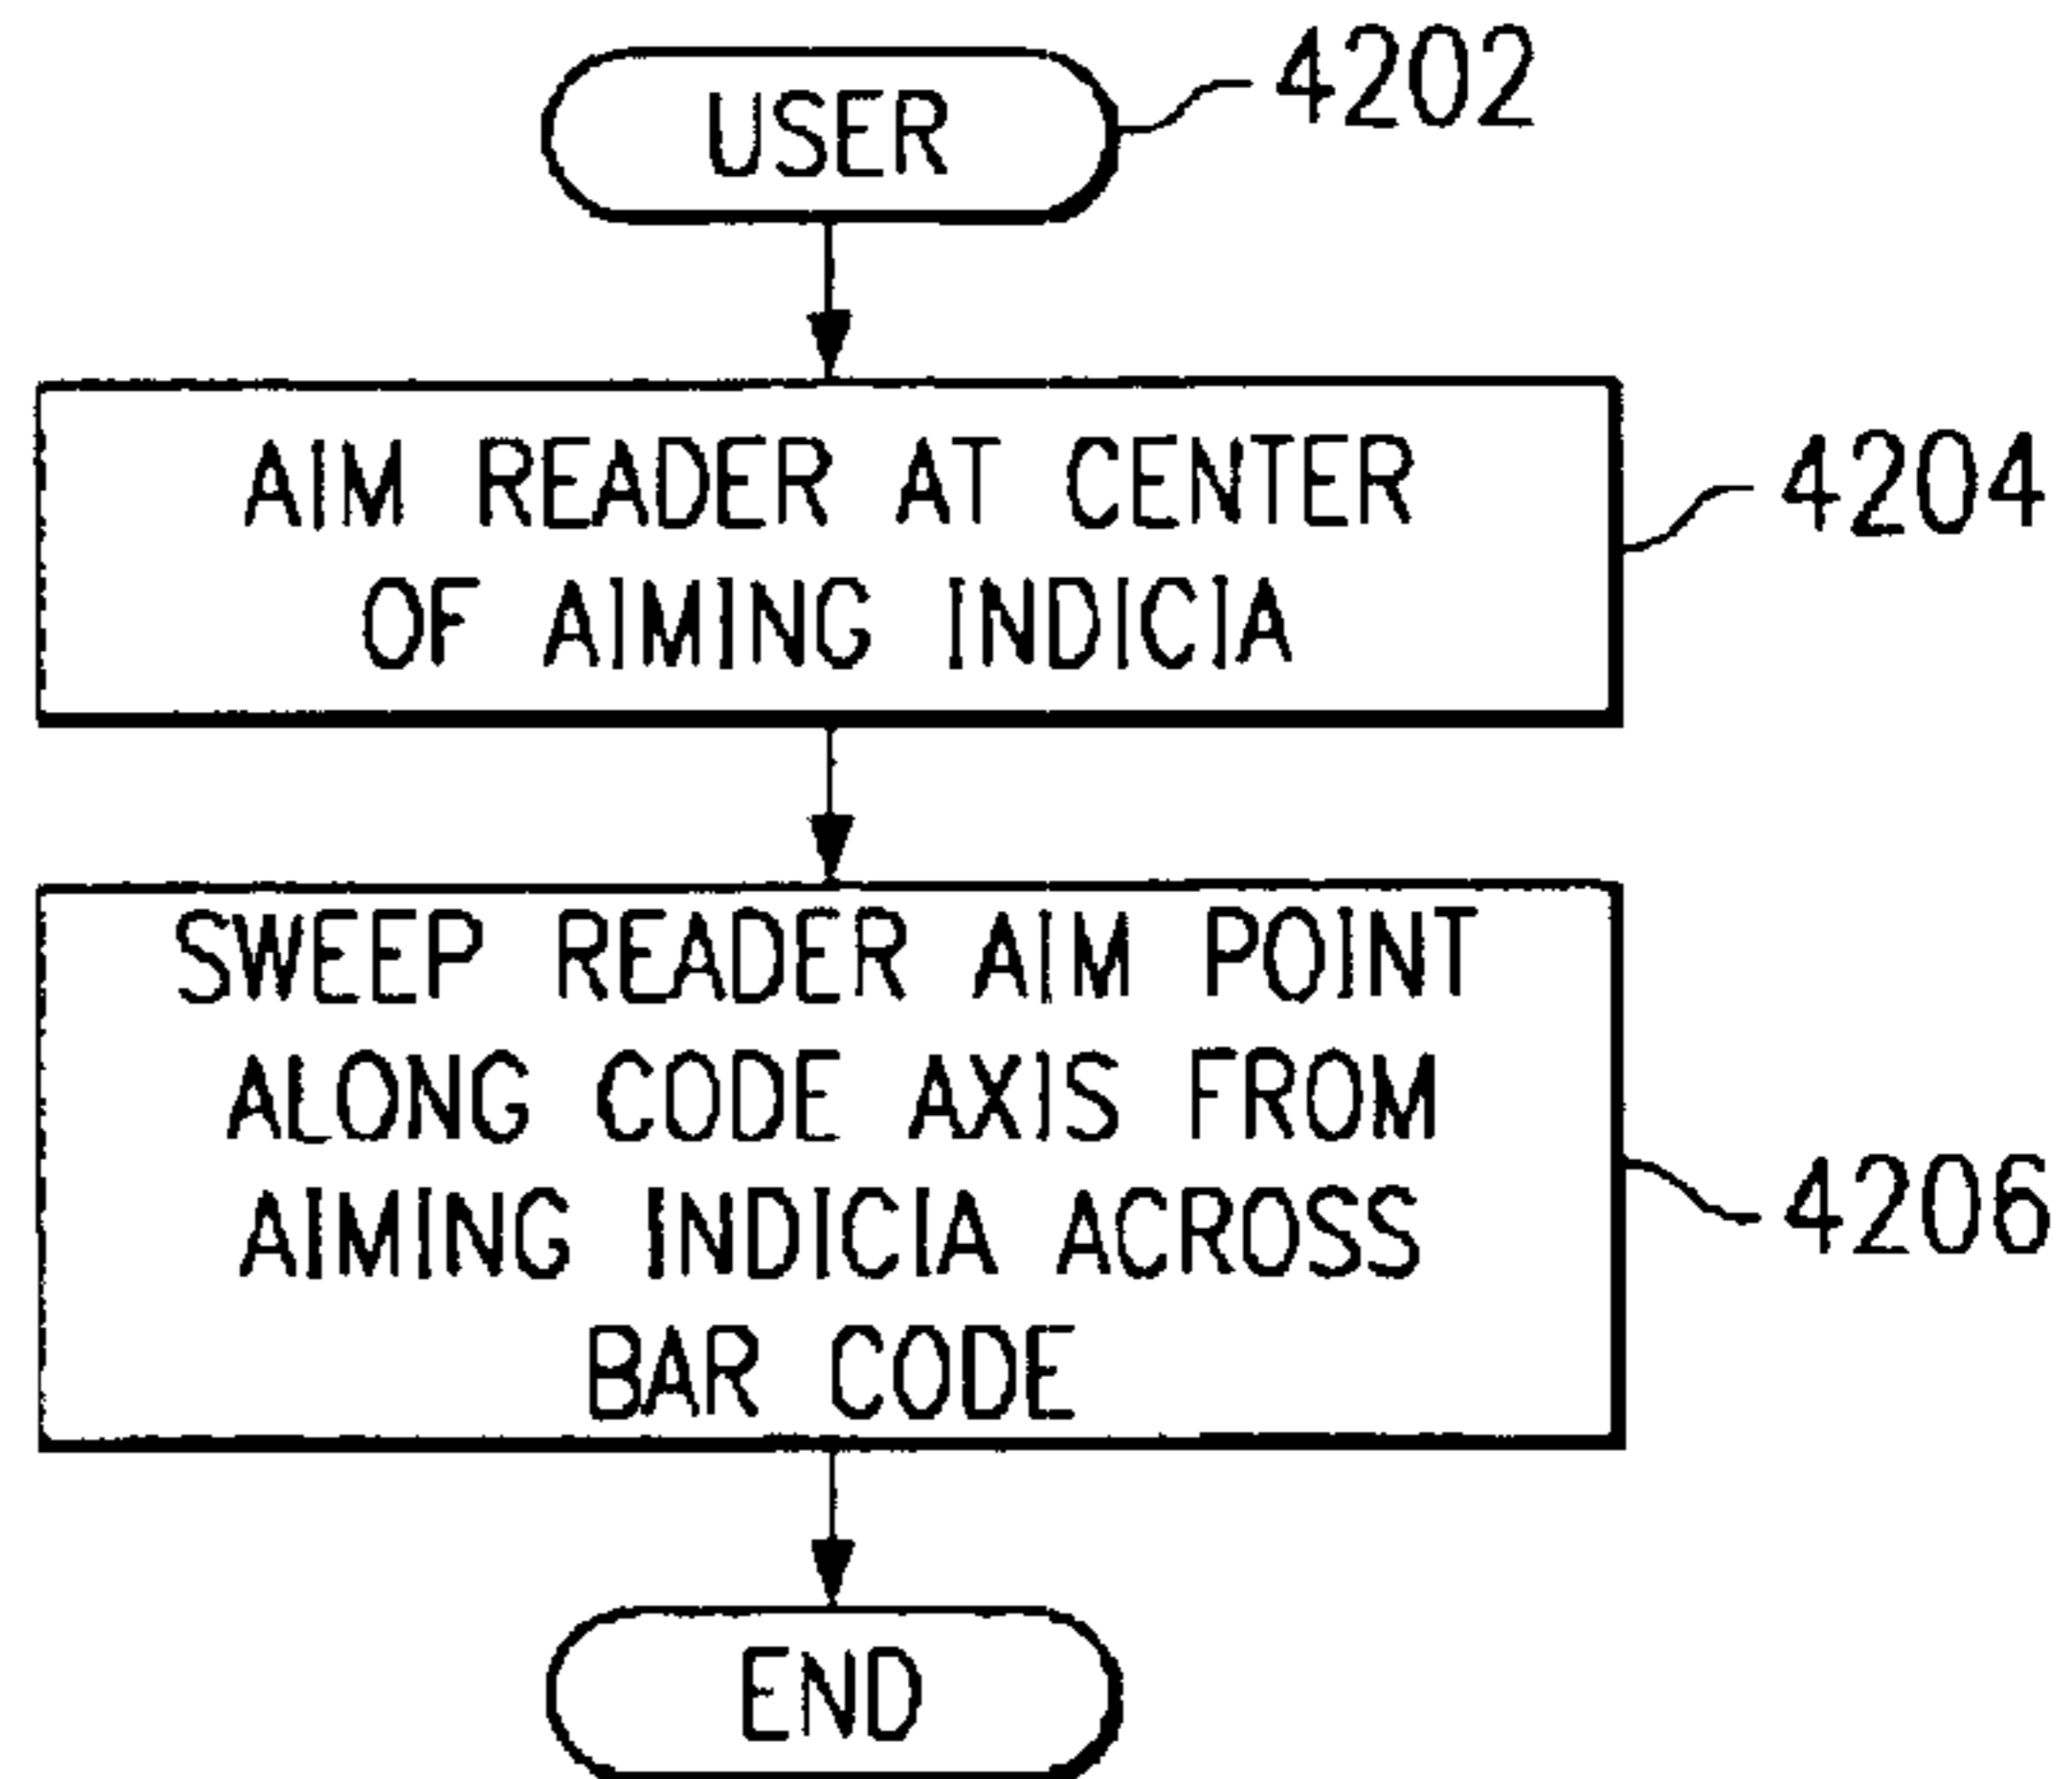 USER
4202
AIM READER AT CENTER
OF AIMING INDICIA
4204
SWEEP READER AIM POINT
ALONG CODE AXIS FROM
AIMING INDICIA ACROSS
BAR CODE
4206
END